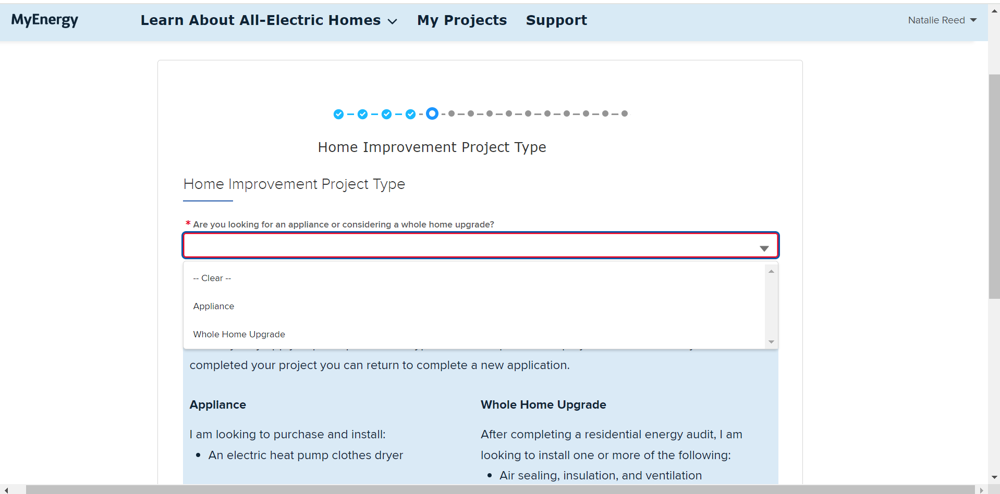 MyEnergy
Learn About All-Electric Homes
My Projects
Support
Natalie Reed
Home Improvement Project Type
Home Improvement Project Type
* Are you looking for an appliance or considering a whole home upgrade?
-- Clear --
Appliance
Whole Home Upgrade
completed your project you can return to complete a new application.
Appliance
I am looking to purchase and install:
• An electric heat pump clothes dryer
Whole Home Upgrade
After completing a residential energy audit, I am
looking to install one or more of the following:
• Air sealing, insulation, and ventilation